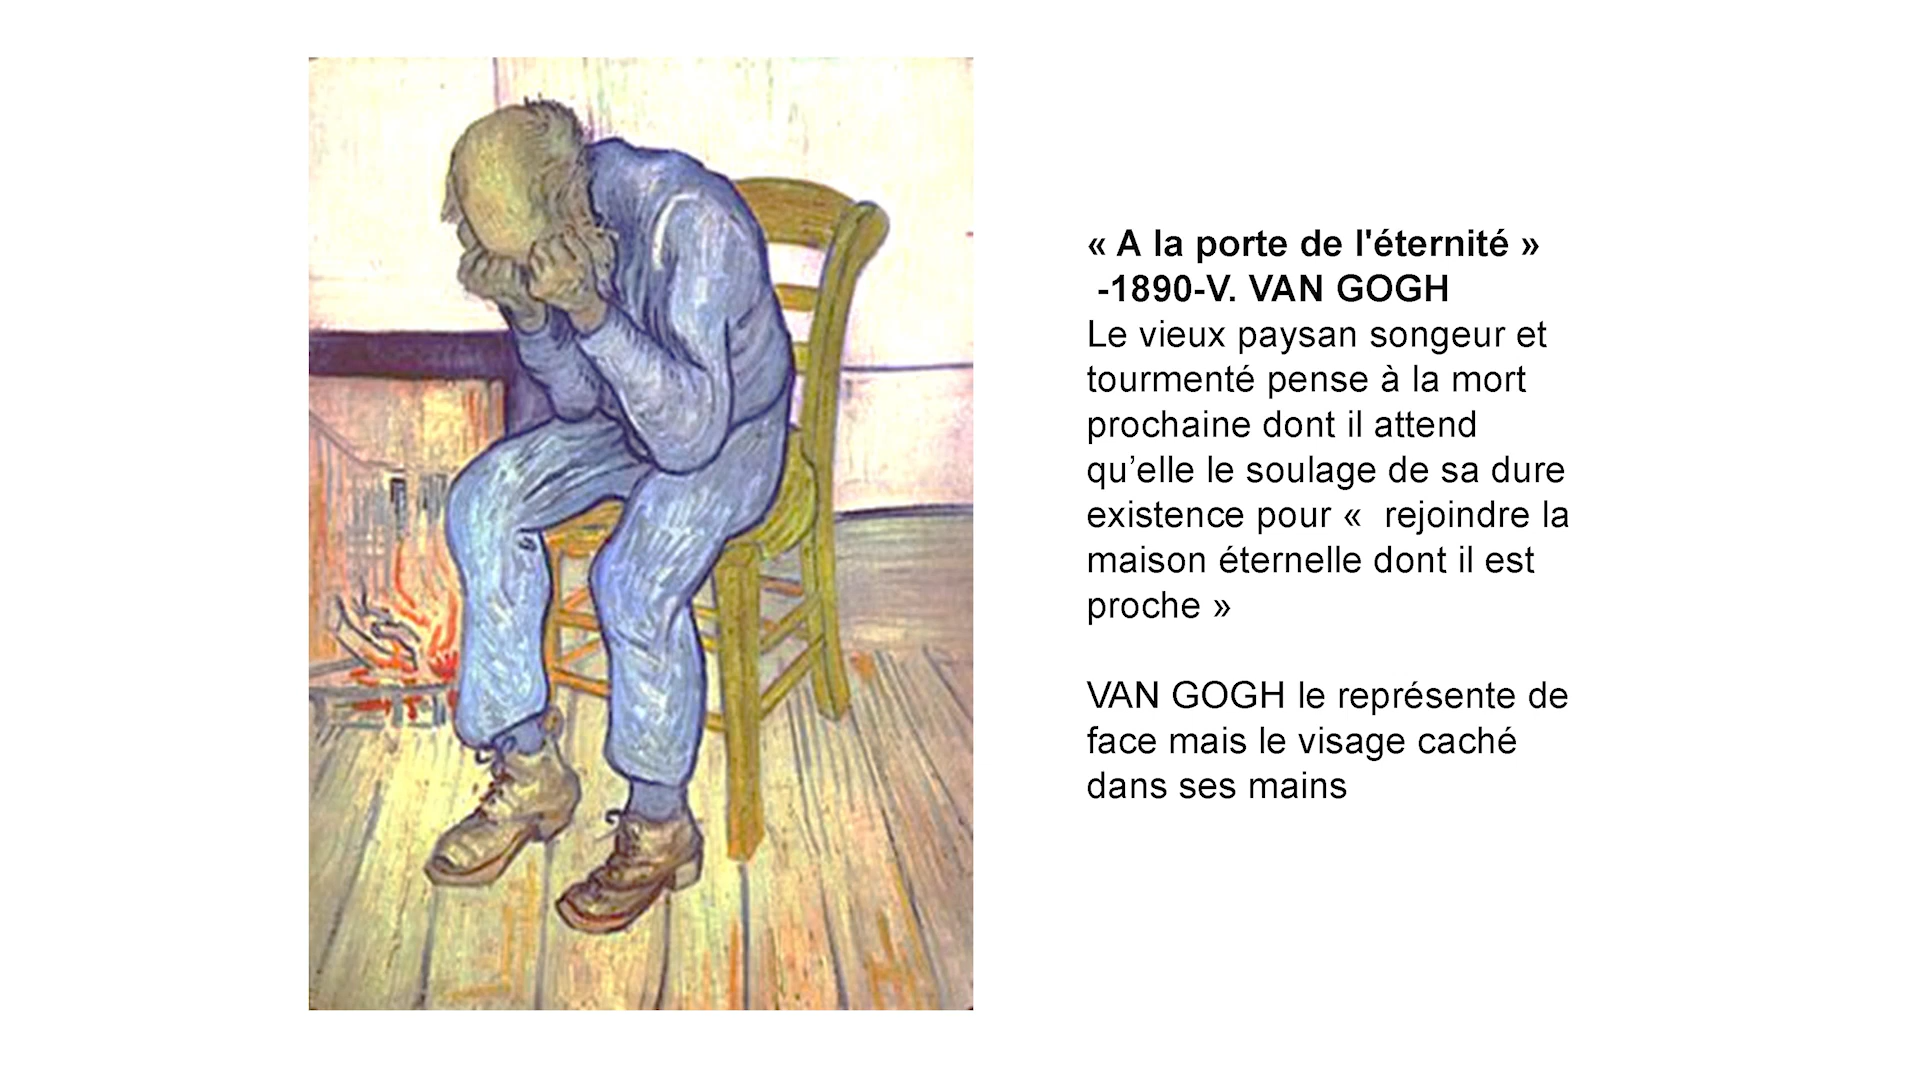 « A la porte de l'éternité »
-1890-V. VAN GOGH
Le vieux paysan songeur et
tourmenté pense à la mort
prochaine dont il attend
qu’elle le soulage de sa dure
existence pour «  rejoindre la
maison éternelle dont il est
proche »
VAN GOGH le représente de
face mais le visage caché
dans ses mains